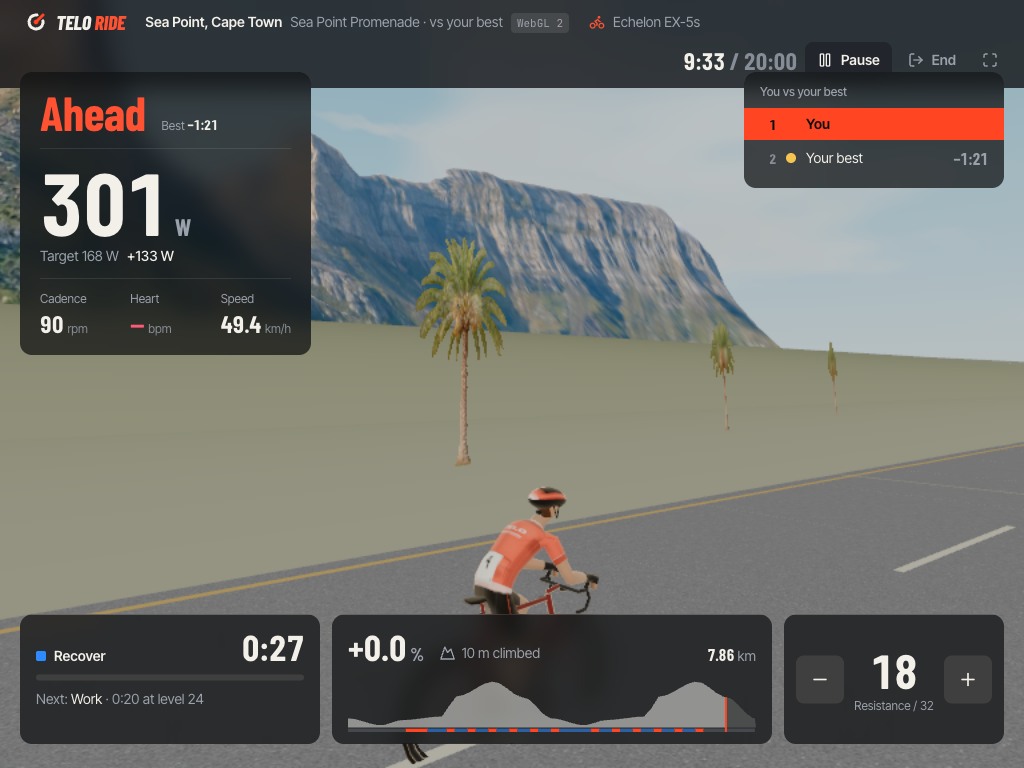 TELO RIDE Sea Point, Cape Town Sea Point Promenade · vs your best WebGL 2 Echelon EX-5s
9:33 / 20:00 Pause End
Ahead Best −1:21
301 W
Target 168 W +133 W
Cadence Heart Speed
90 rpm – bpm 49.4 km/h
You vs your best
1 You
2 Your best −1:21
Recover 0:27
Next: Work · 0:20 at level 24
+0.0 % 10 m climbed 7.86 km
− 18 +
Resistance / 32